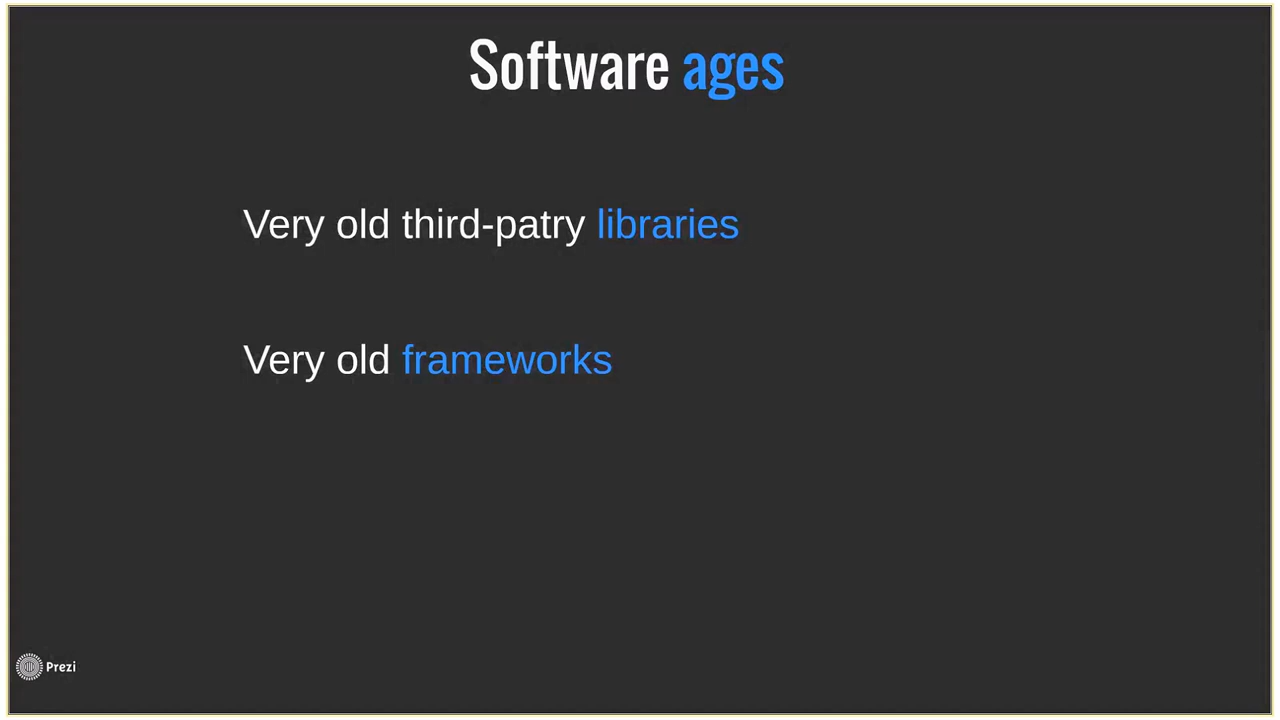 Software ages
Very old third-patry libraries
Very old frameworks
Prezi